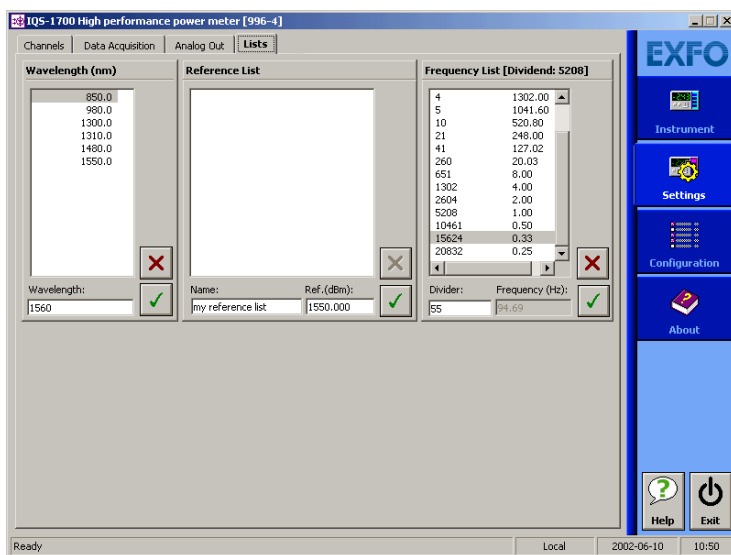 IQS-1700 High performance power meter [996-4]
Channels Data Acquisition Analog Out Lists
Wavelength (nm)
850.0
980.0
1300.0
1310.0
1480.0
1550.0
Wavelength:
1560
Reference List
Name: Ref.(dBm):
my reference list 1550.000
Frequency List [Dividend: 5208]
4 1302.00
5 1041.60
10 520.80
21 248.00
41 127.02
260 20.03
651 8.00
1302 4.00
2604 2.00
5208 1.00
10461 0.50
15624 0.33
20832 0.25
Divider: Frequency (Hz):
55 94.69
EXFO
Instrument
Settings
Configuration
About
Help Exit
Ready Local 2002-06-10 10:50